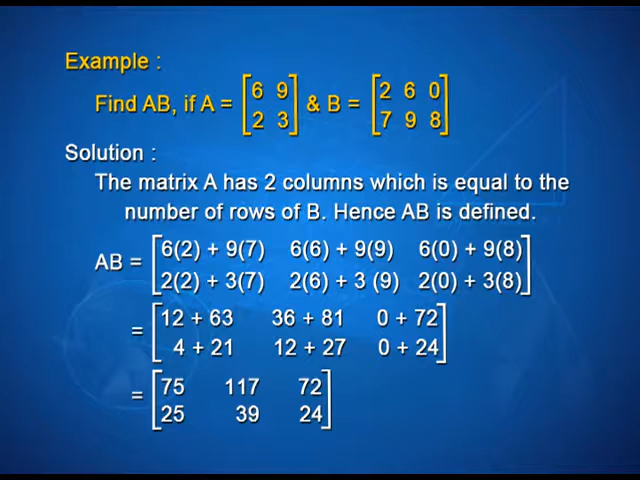 Example :
Find AB, if A = [6 9 & B = [2 6 0
2 3] 7 9 8]
Solution :
The matrix A has 2 columns which is equal to the
number of rows of B. Hence AB is defined.
AB = [6(2) + 9(7) 6(6) + 9(9) 6(0) + 9(8)
2(2) + 3(7) 2(6) + 3 (9) 2(0) + 3(8)]
= [12 + 63 36 + 81 0 + 72
4 + 21 12 + 27 0 + 24]
= [75 117 72
25 39 24]